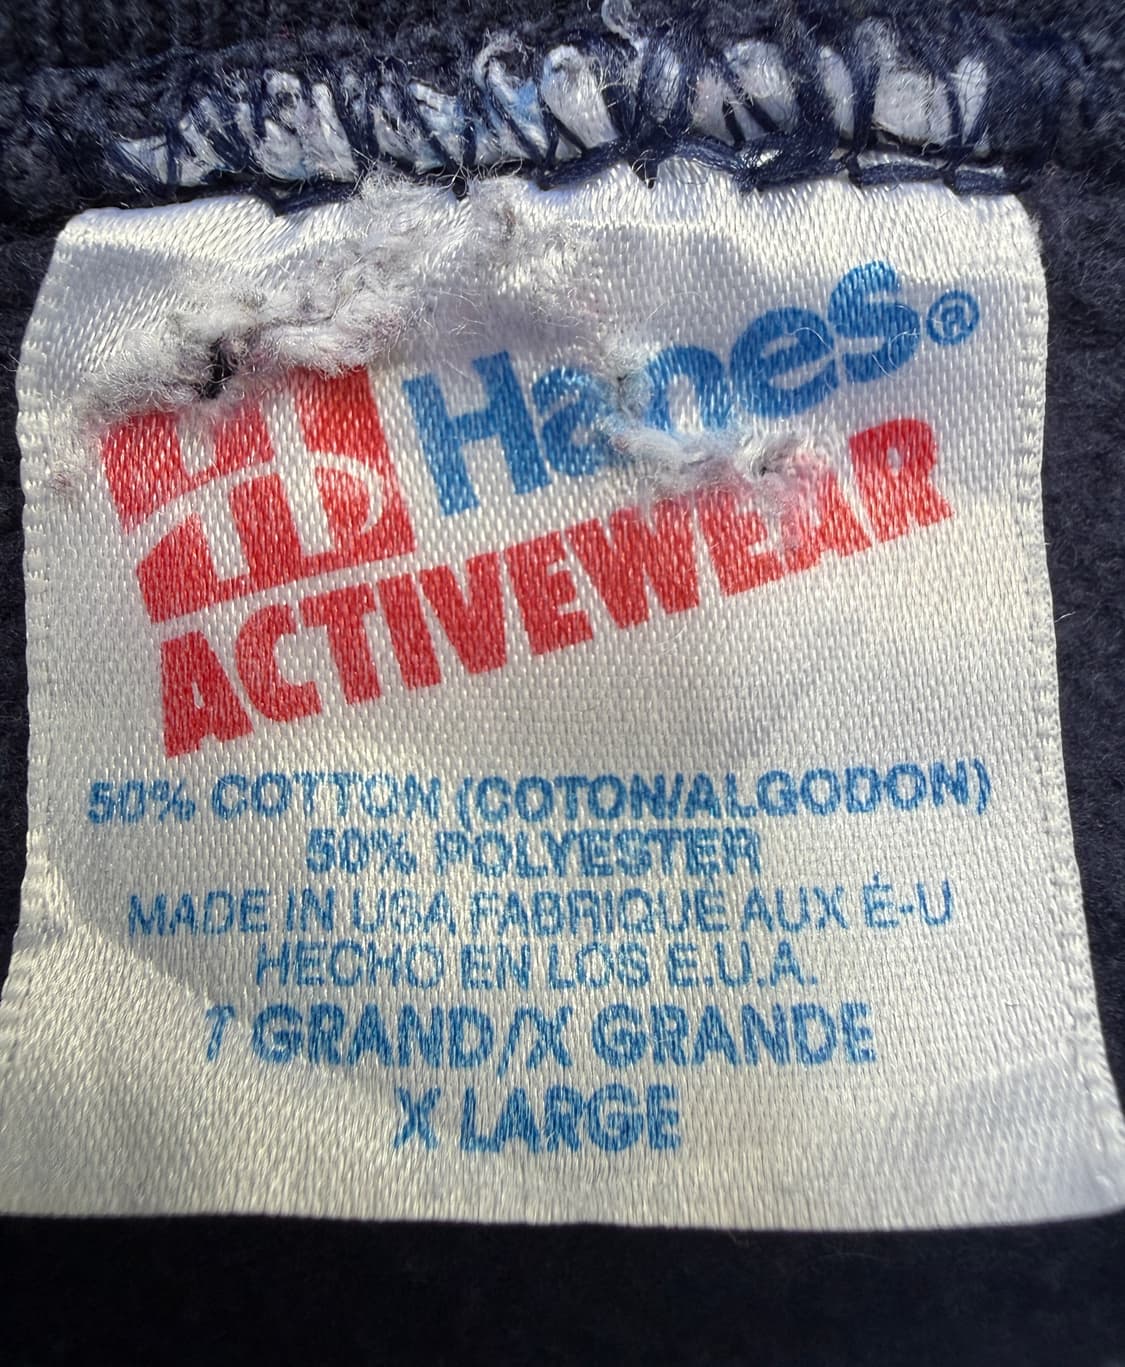 Hanes®
ACTIVEWEAR
50% COTTON (COTON/ALGODON)
50% POLYESTER
MADE IN USA FABRIQUÉ AUX É-U
HECHO EN LOS E.U.A.
T GRAND/X GRANDE
X LARGE